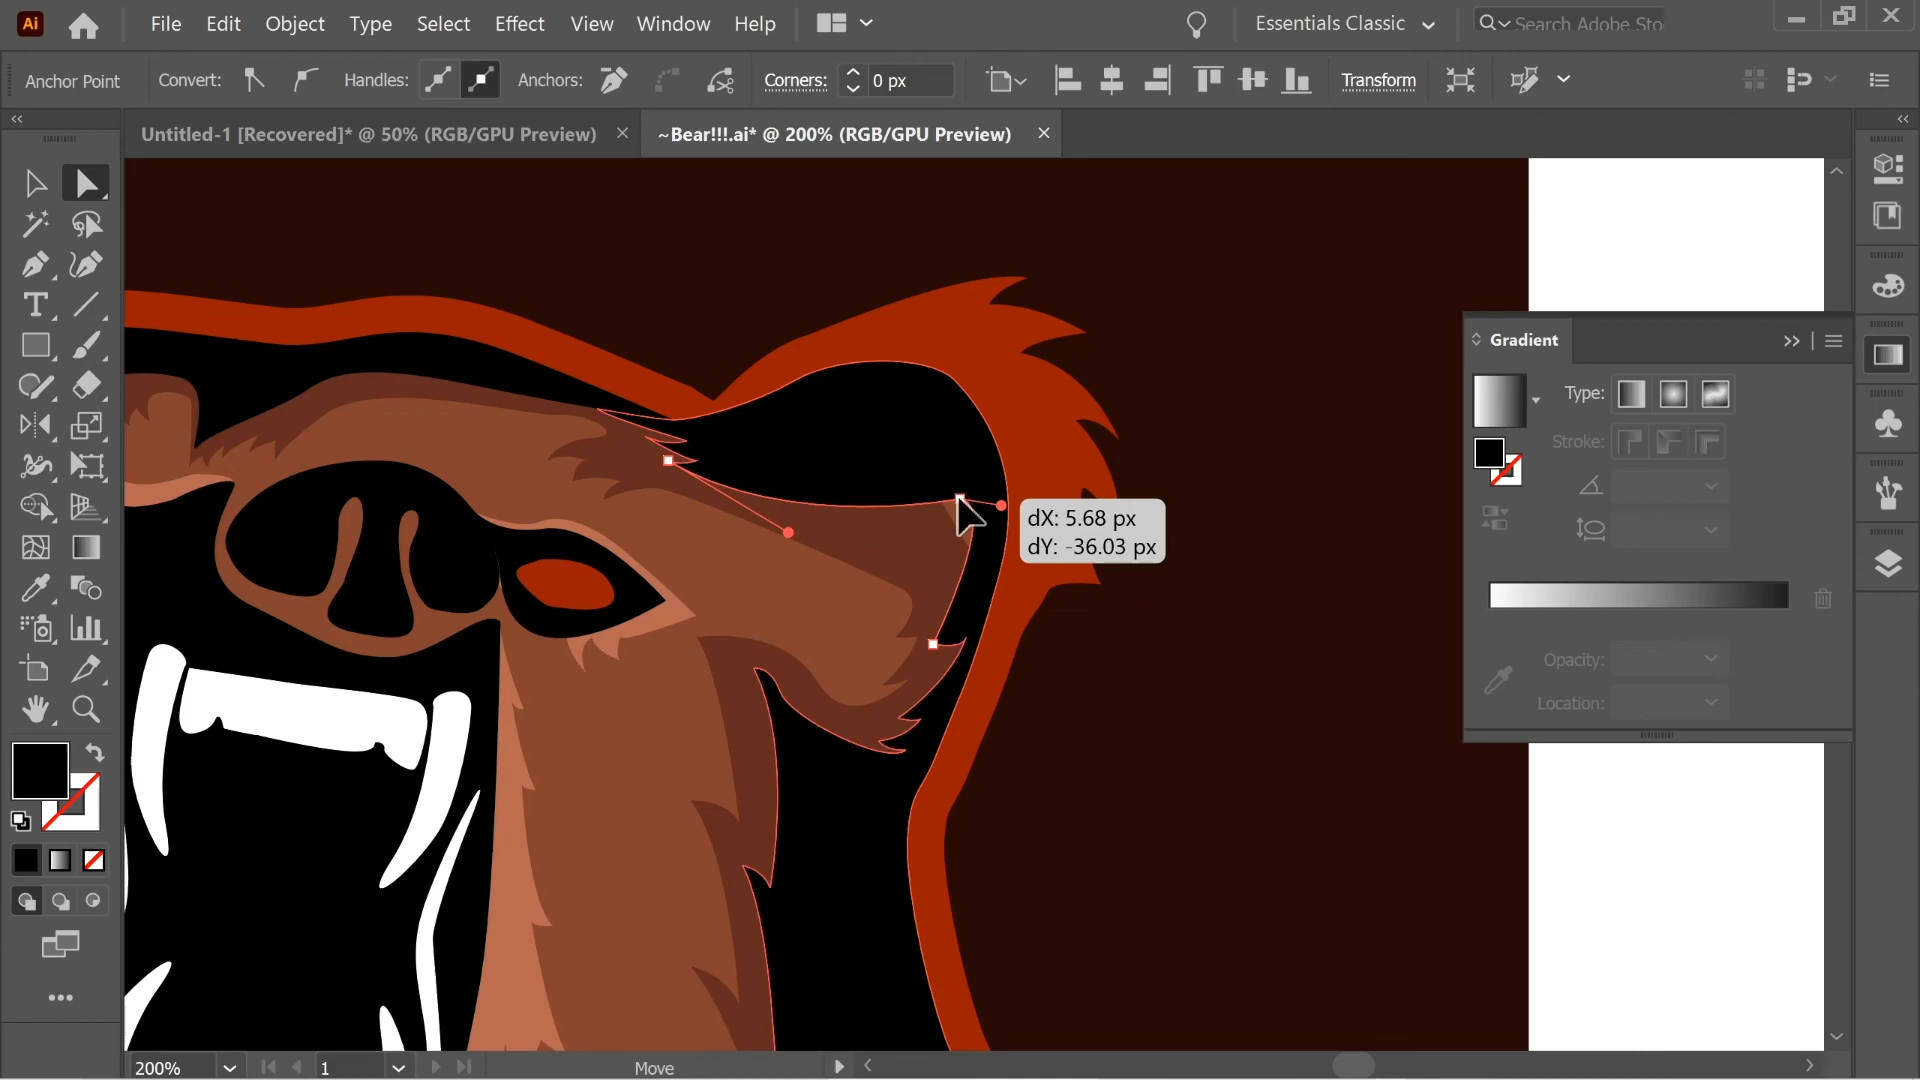 Ai
File Edit Object Type Select Effect View Window Help
Essentials Classic
Search Adobe Sto
Anchor Point
Convert:
Handles:
Anchors:
Corners:
0 px
Transform
Untitled-1 [Recovered]* @ 50% (RGB/GPU Preview)
~Bear!!!.ai* @ 200% (RGB/GPU Preview)
Gradient
Type:
Stroke:
dX: 5.68 px
dY: -36.03 px
Opacity:
Location:
200%
1
Move